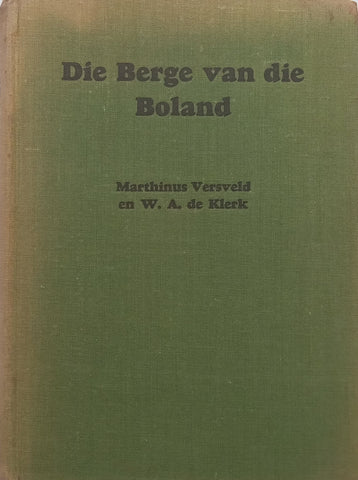 Die Berge van die
Boland
Marthinus Versveld
en W. A. de Klerk